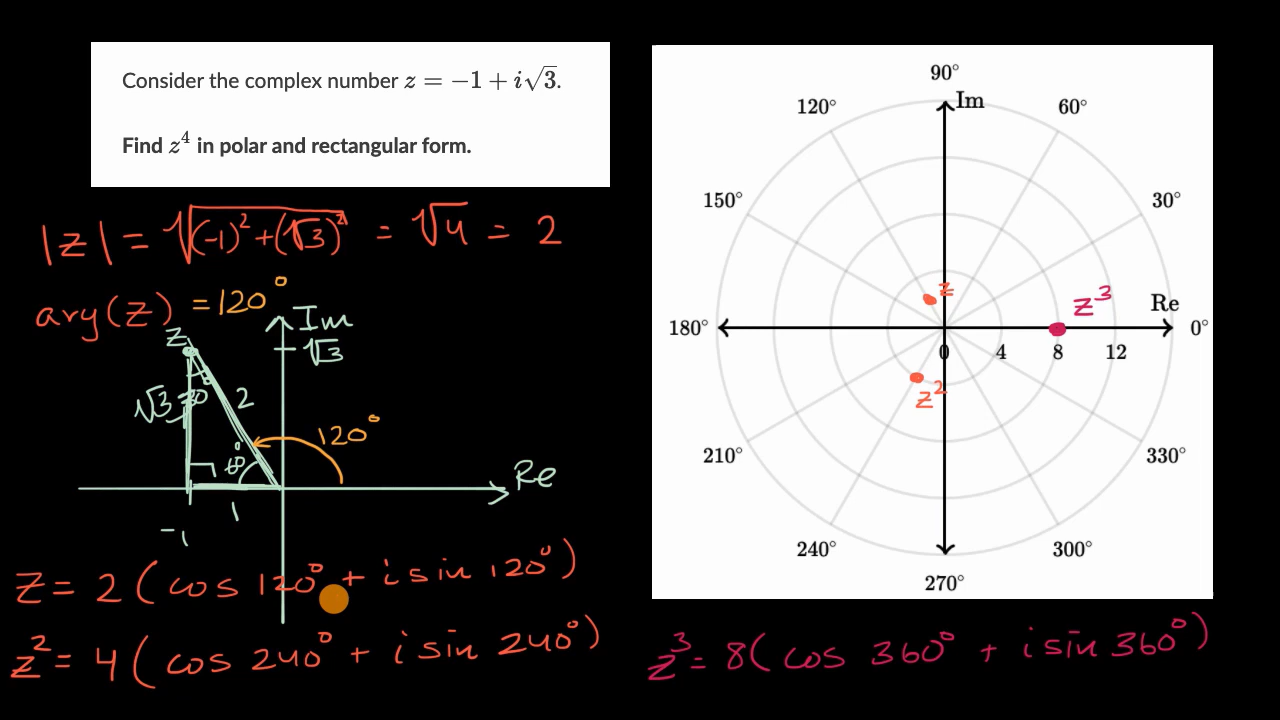 Consider the complex number z = −1 + i√3.
Find z⁴ in polar and rectangular form.
|z| = √((-1)² + (√3)²) = √4 = 2
arg(z) = 120°
Im
z
√3
√3
30
2
120°
60°
Re
1
-1
z = 2 ( cos 120° + i sin 120° )
z² = 4 ( cos 240° + i sin 240° )
90°
Im
120°
60°
150°
30°
z
z³
Re
180°
0°
0
4
8
12
z²
210°
330°
240°
300°
270°
z³ = 8( cos 360° + i sin 360° )